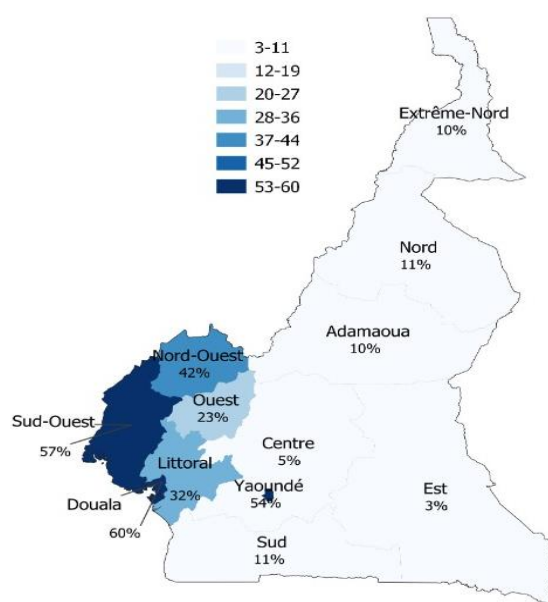 3-11
12-19
20-27
28-36
37-44
45-52
53-60
Extrême-Nord
10%
Nord
11%
Adamaoua
10%
Nord-Ouest
42%
Ouest
23%
Sud-Ouest
57%
Centre
5%
Littoral
32%
Yaoundé
54%
Est
3%
Douala
60%
Sud
11%